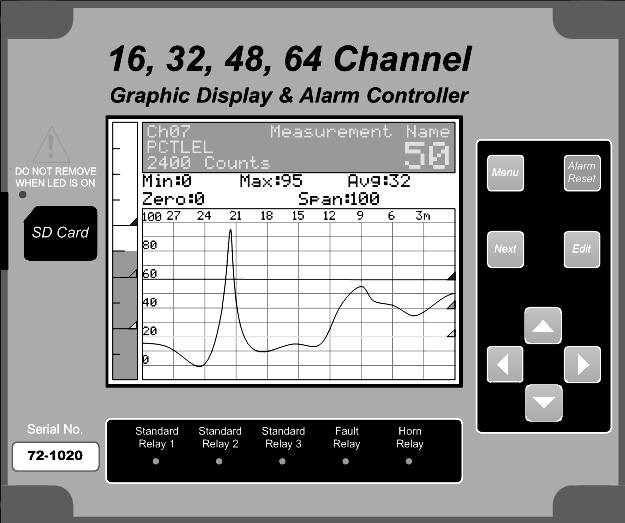 16, 32, 48, 64 Channel
Graphic Display & Alarm Controller
DO NOT REMOVE
WHEN LED IS ON
SD Card
Ch07 Measurement Name
PCTLEL 50
2400 Counts
Min:0 Max:95 Avg:32
Zero:0 Span:100
100 27 24 21 18 15 12 9 6 3m
80
60
40
20
0
Menu
Alarm
Reset
Next
Edit
Serial No.
72-1020
Standard
Relay 1
Standard
Relay 2
Standard
Relay 3
Fault
Relay
Horn
Relay